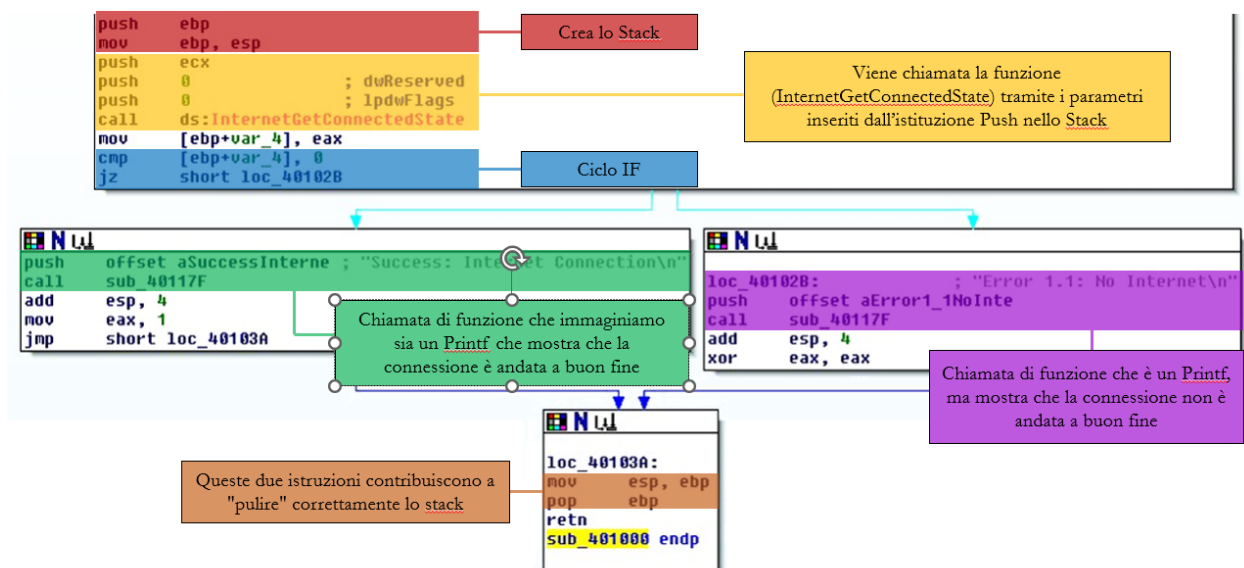 push ebp
mov ebp, esp
push ecx
push 0 ; dwReserved
push 0 ; lpdwFlags
call ds:InternetGetConnectedState
mov [ebp+var_4], eax
cmp [ebp+var_4], 0
jz short loc_40102B
Crea lo Stack
Viene chiamata la funzione
(InternetGetConnectedState) tramite i parametri
inseriti dall'istituzione Push nello Stack
Ciclo IF
push offset aSuccessInterne ; "Success: Internet Connection\n"
call sub_40117F
add esp, 4
mov eax, 1
jmp short loc_40103A
Chiamata di funzione che immaginiamo
sia un Printf che mostra che la
connessione è andata a buon fine
loc_40102B: ; "Error 1.1: No Internet\n"
push offset aError1_1NoInte
call sub_40117F
add esp, 4
xor eax, eax
Chiamata di funzione che è un Printf,
ma mostra che la connessione non è
andata a buon fine
Queste due istruzioni contribuiscono a
"pulire" correttamente lo stack
loc_40103A:
mov esp, ebp
pop ebp
retn
sub_401000 endp